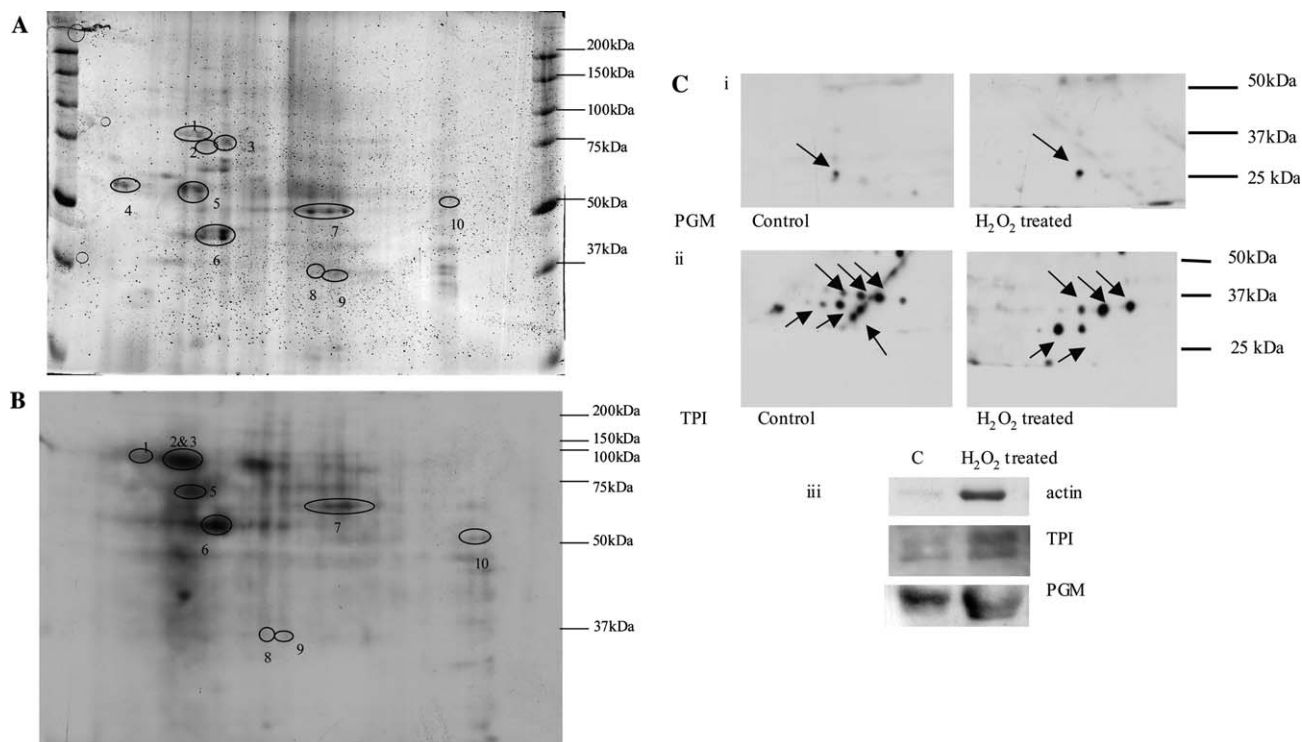 A
200kDa
150kDa
100kDa
75kDa
50kDa
37kDa
1
2
3
4
5
6
7
8
9
10
B
200kDa
150kDa
100kDa
75kDa
50kDa
37kDa
1
2&3
5
6
7
8
9
10
C
i
50kDa
37kDa
25 kDa
PGM
Control
H₂O₂ treated
ii
50kDa
37kDa
25 kDa
TPI
Control
H₂O₂ treated
C
H₂O₂ treated
iii
actin
TPI
PGM